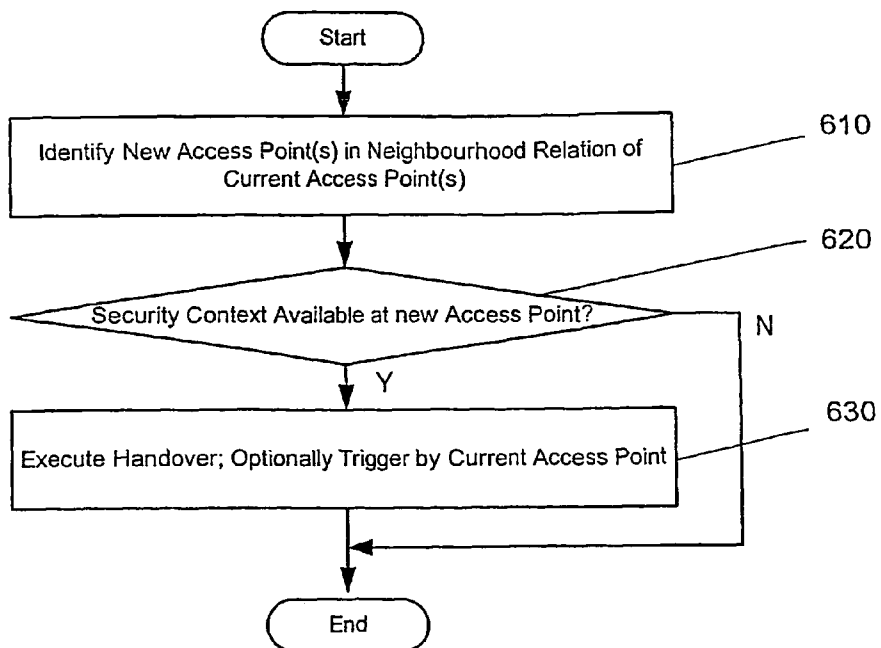 Start
Identify New Access Point(s) in Neighbourhood Relation of
Current Access Point(s)
610
620
Security Context Available at new Access Point?
N
Y
630
Execute Handover; Optionally Trigger by Current Access Point
End